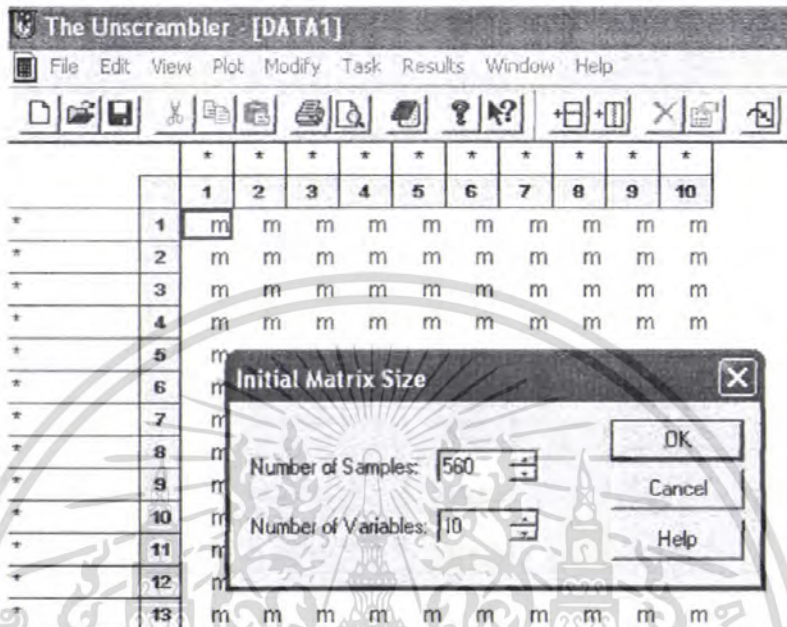 The Unscrambler - [DATA1]
File Edit View Plot Modify Task Results Window Help
* * * * * * * * * *
1 2 3 4 5 6 7 8 9 10
* 1 m m m m m m m m m m
* 2 m m m m m m m m m m
* 3 m m m m m m m m m m
* 4 m m m m m m m m m m
* 5 m
* 6 m
* 7 m
* 8 m
* 9 m
* 10 m
* 11 m
* 12 m
* 13 m m m m m m m m m m
Initial Matrix Size
Number of Samples: 560
Number of Variables: 10
OK
Cancel
Help